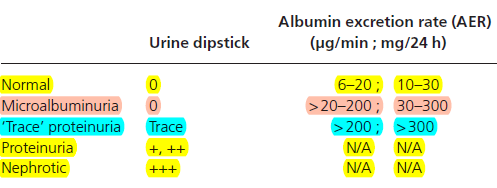 Albumin excretion rate (AER)
Urine dipstick (µg/min ; mg/24 h)
Normal 0 6–20 ; 10–30
Microalbuminuria 0 >20–200 ; 30–300
‘Trace’ proteinuria Trace >200 ; >300
Proteinuria +, ++ N/A N/A
Nephrotic +++ N/A N/A